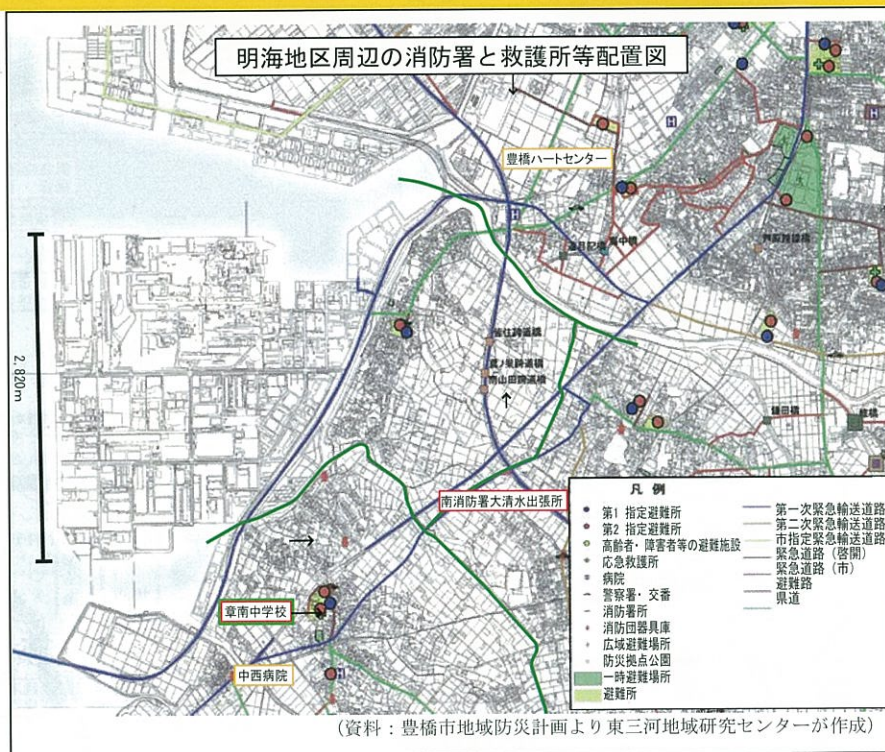 明海地区周辺の消防署と救護所等配置図
豊橋ハートセンター
2,820m
南消防署大清水出張所
章南中学校
中西病院
凡例
第1 指定避難所
第2 指定避難所
高齢者・障害者等の避難施設
応急救護所
病院
警察署・交番
消防署所
消防団器具庫
広域避難場所
防災拠点公園
一時避難場所
避難所
第一次緊急輸送道路
第二次緊急輸送道路
市指定緊急輸送道路
緊急道路（啓開）
緊急道路（市）
避難路
県道
（資料：豊橋市地域防災計画より東三河地域研究センターが作成）